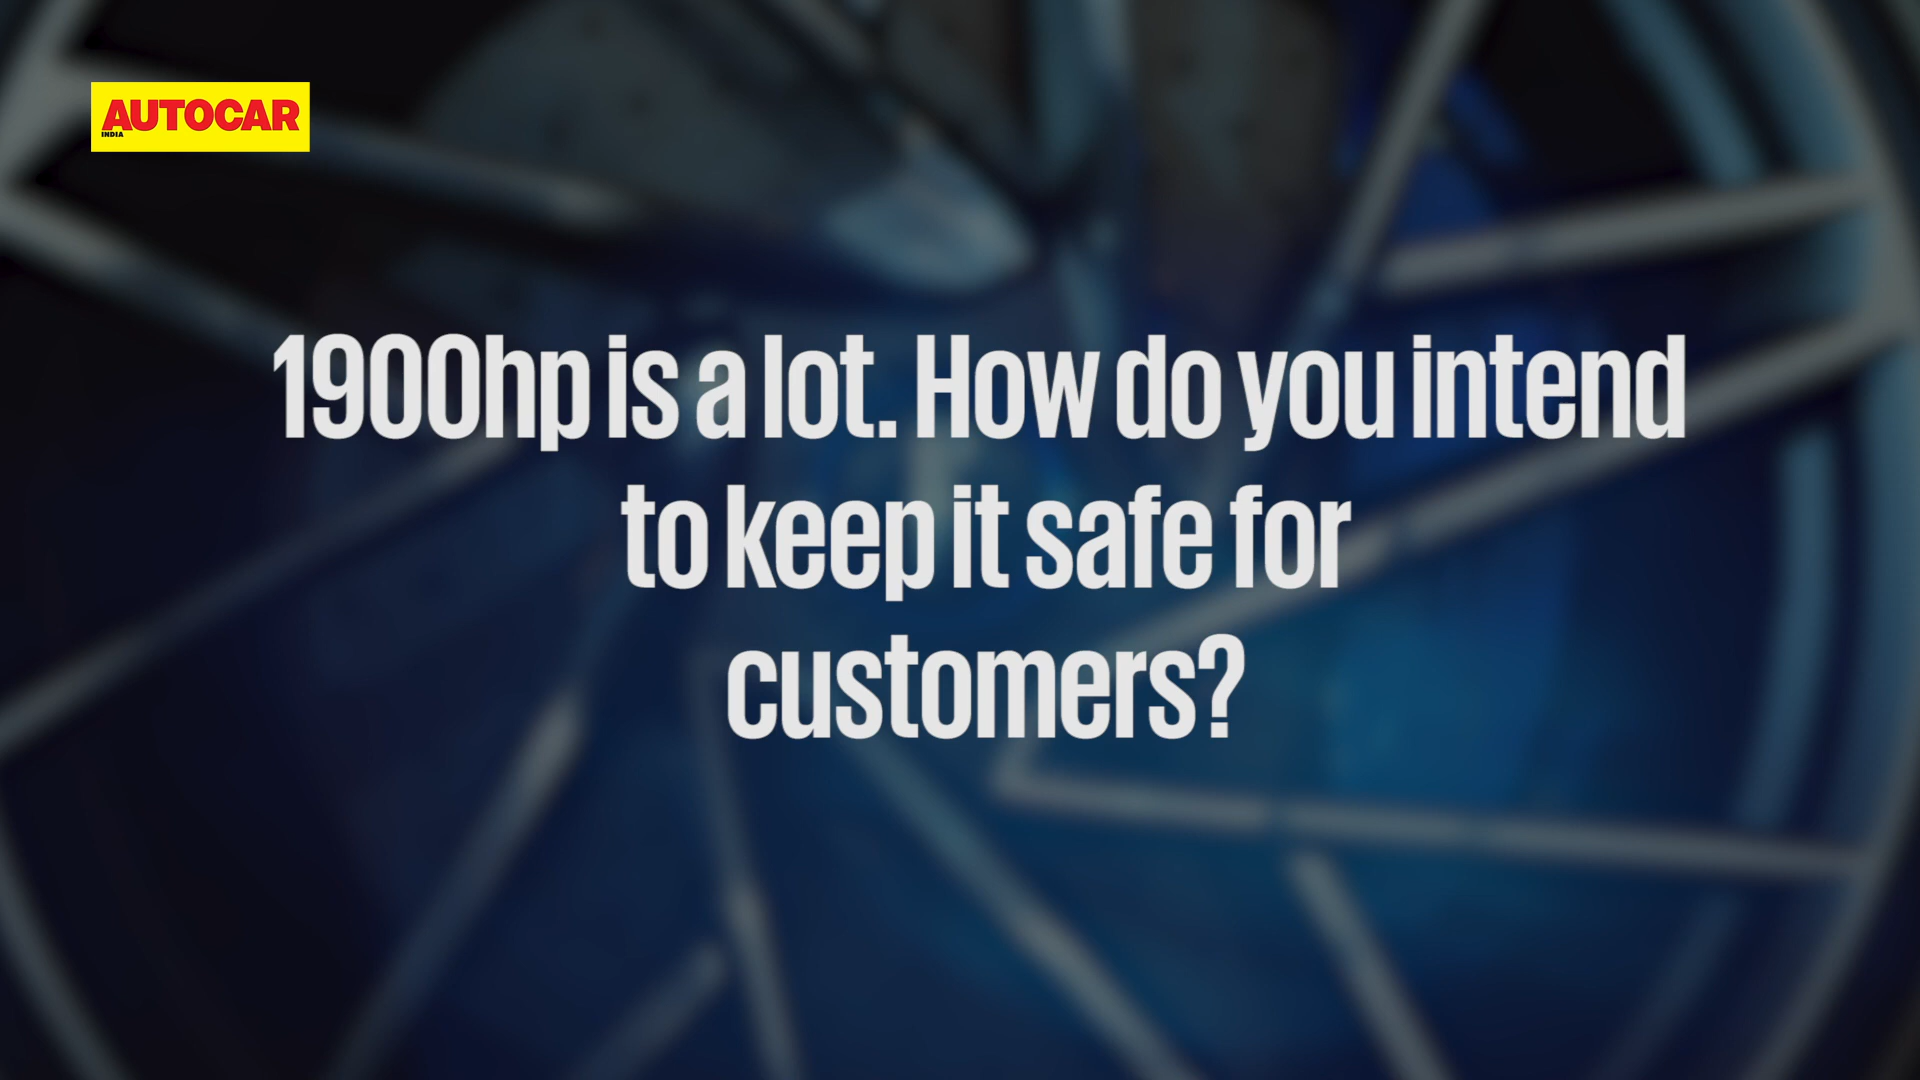 AUTOCAR
INDIA
1900hp is a lot. How do you intend
to keep it safe for
customers?